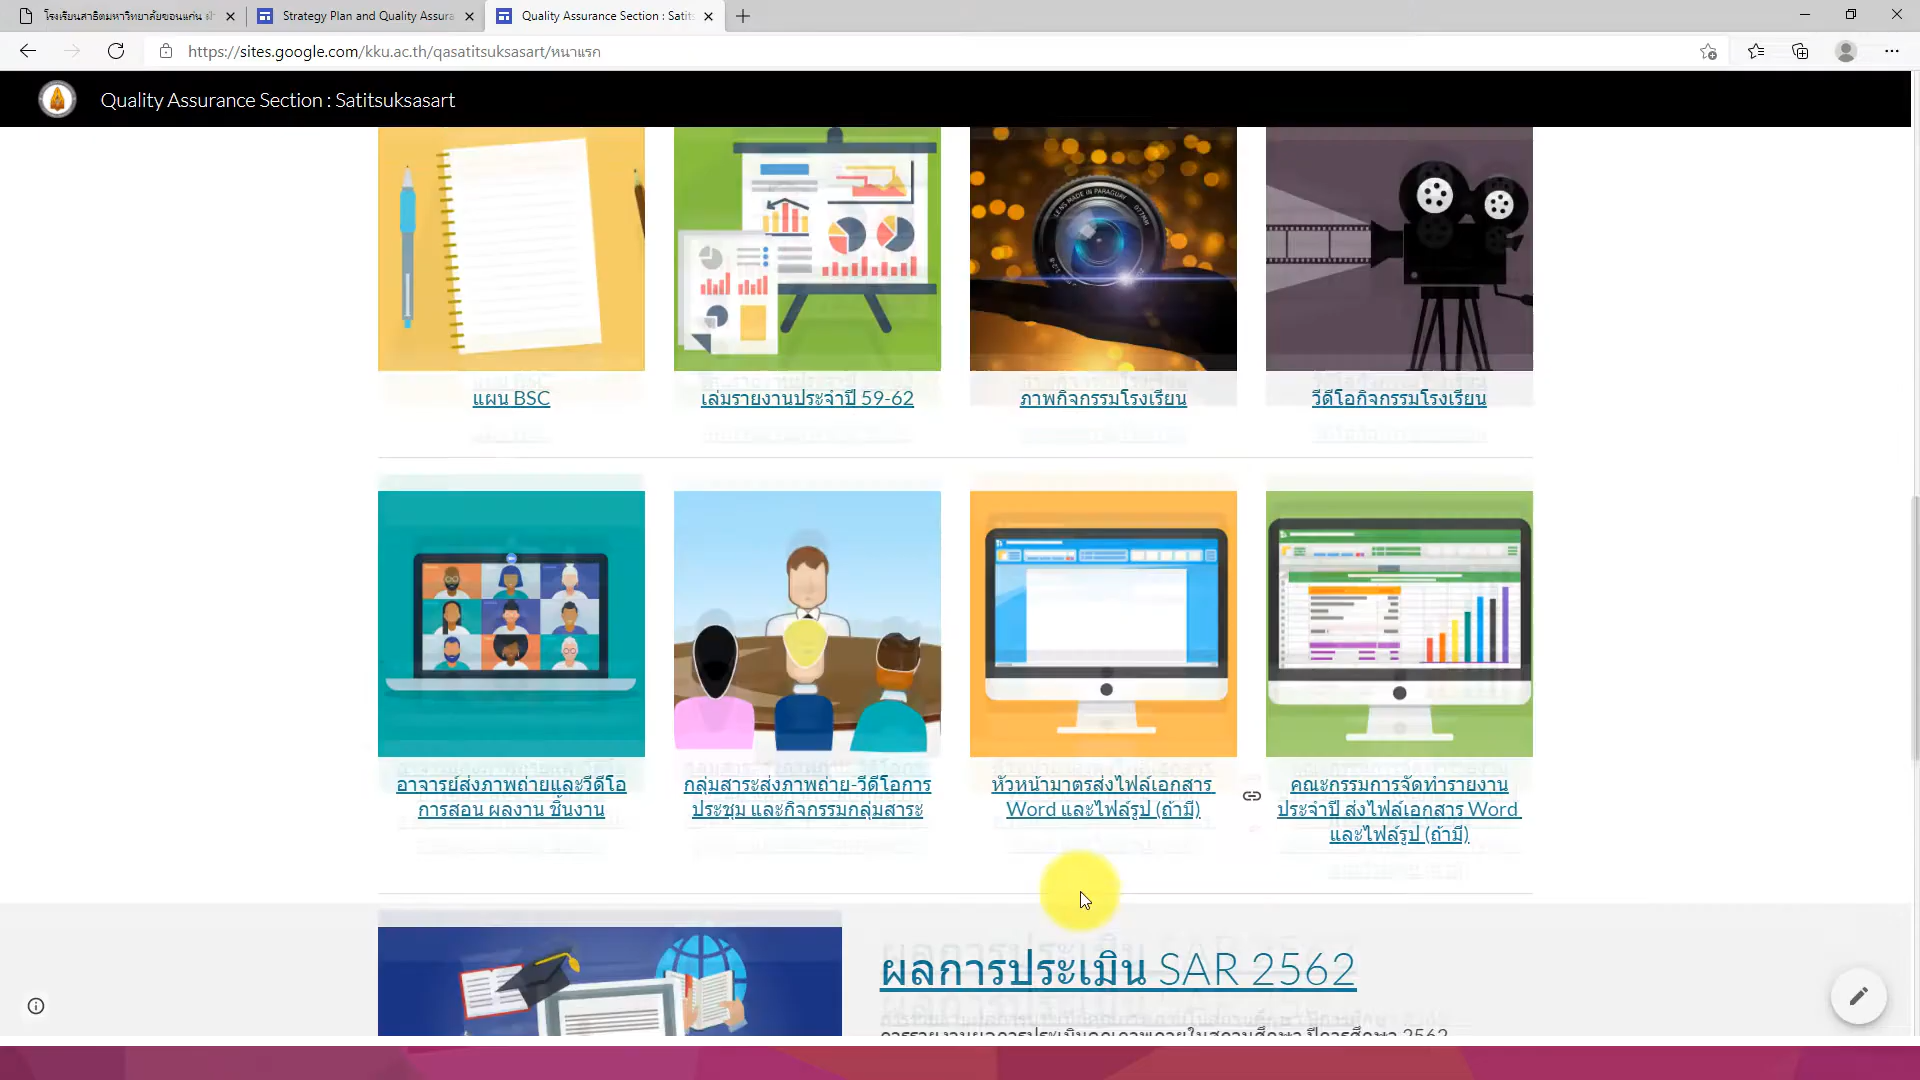 โรงเรียนสาธิตมหาวิทยาลัยขอนแก่น
Strategy Plan and Quality Assura
Quality Assurance Section : Satits
https://sites.google.com/kku.ac.th/qasatitsuksasart/หน้าแรก
Quality Assurance Section : Satitsuksasart
LENS MADE IN PARAGUAY
แผน BSC
เล่มรายงานประจำปี 59-62
ภาพกิจกรรมโรงเรียน
วีดีโอกิจกรรมโรงเรียน
อาจารย์ส่งภาพถ่ายและวีดีโอ
การสอน ผลงาน ชิ้นงาน
กลุ่มสาระส่งภาพถ่าย-วีดีโอการ
ประชุม และกิจกรรมกลุ่มสาระ
หัวหน้ามาตรส่งไฟล์เอกสาร
Word และไฟล์รูป (ถ้ามี)
คณะกรรมการจัดทำรายงาน
ประจำปี ส่งไฟล์เอกสาร Word
และไฟล์รูป (ถ้ามี)
ผลการประเมิน SAR 2562
การรายงานผลการประเมินคุณภาพภายในสถานศึกษา ปีการศึกษา 2562